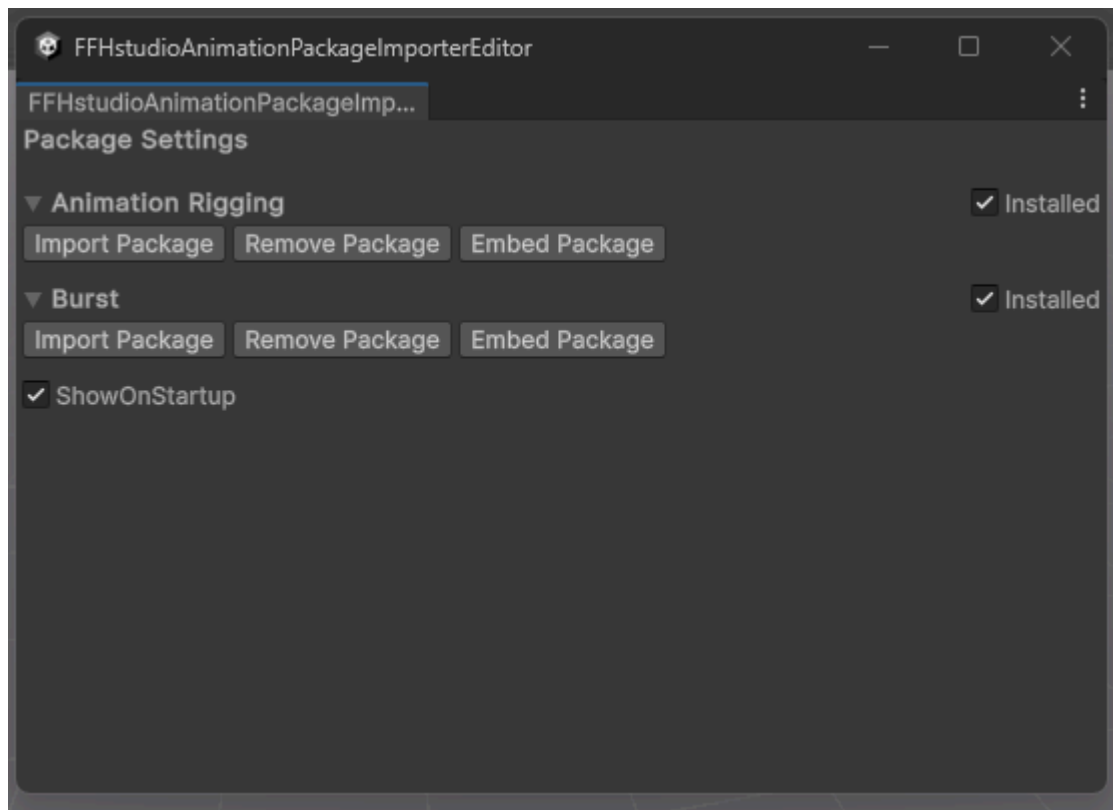 FFHstudioAnimationPackageImporterEditor
FFHstudioAnimationPackageImp...
Package Settings
Animation Rigging Installed
Import Package Remove Package Embed Package
Burst Installed
Import Package Remove Package Embed Package
ShowOnStartup